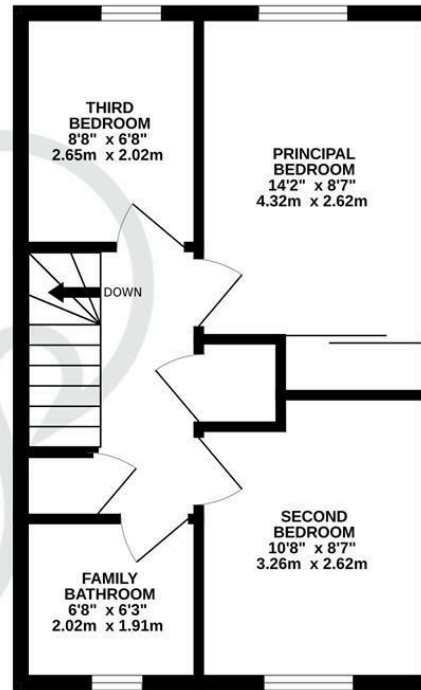 THIRD
BEDROOM
8'8" x 6'8"
2.65m x 2.02m
PRINCIPAL
BEDROOM
14'2" x 8'7"
4.32m x 2.62m
DOWN
SECOND
BEDROOM
10'8" x 8'7"
3.26m x 2.62m
FAMILY
BATHROOM
6'8" x 6'3"
2.02m x 1.91m